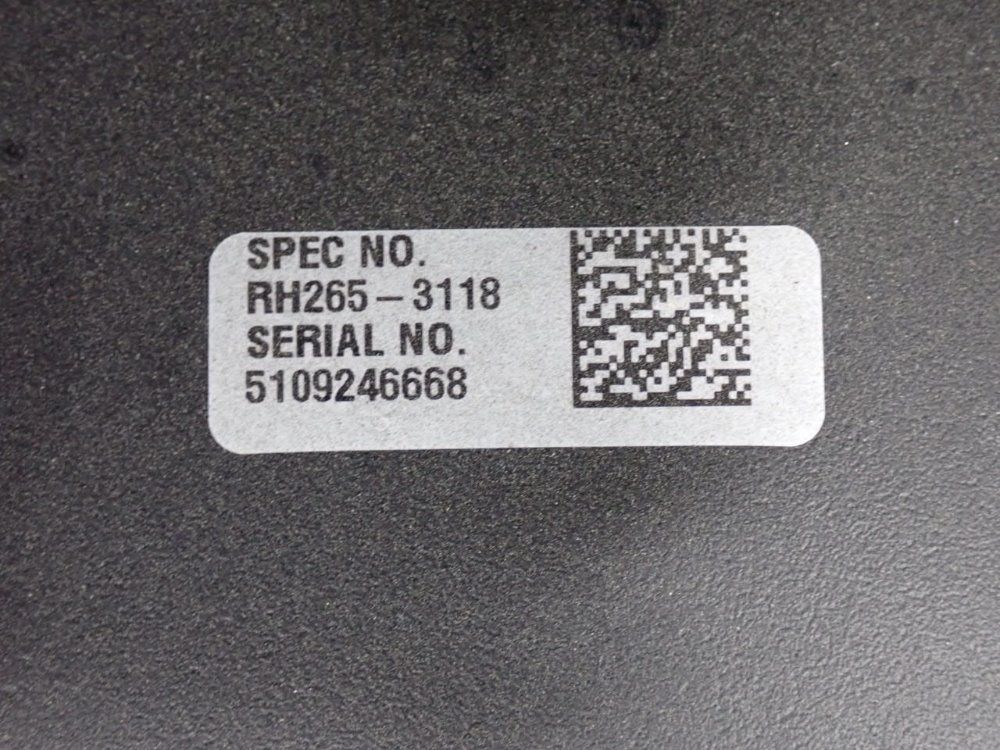 SPEC NO.
RH265-3118
SERIAL NO.
5109246668